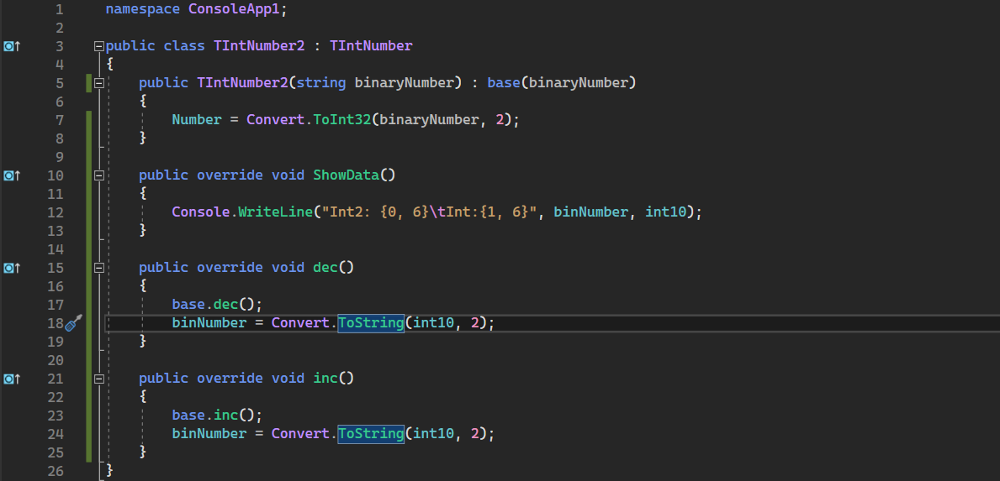 1 namespace ConsoleApp1;
2
3 public class TIntNumber2 : TIntNumber
4 {
5     public TIntNumber2(string binaryNumber) : base(binaryNumber)
6     {
7         Number = Convert.ToInt32(binaryNumber, 2);
8     }
9
10     public override void ShowData()
11     {
12         Console.WriteLine("Int2: {0, 6}\tInt:{1, 6}", binNumber, int10);
13     }
14
15     public override void dec()
16     {
17         base.dec();
18         binNumber = Convert.ToString(int10, 2);
19     }
20
21     public override void inc()
22     {
23         base.inc();
24         binNumber = Convert.ToString(int10, 2);
25     }
26 }